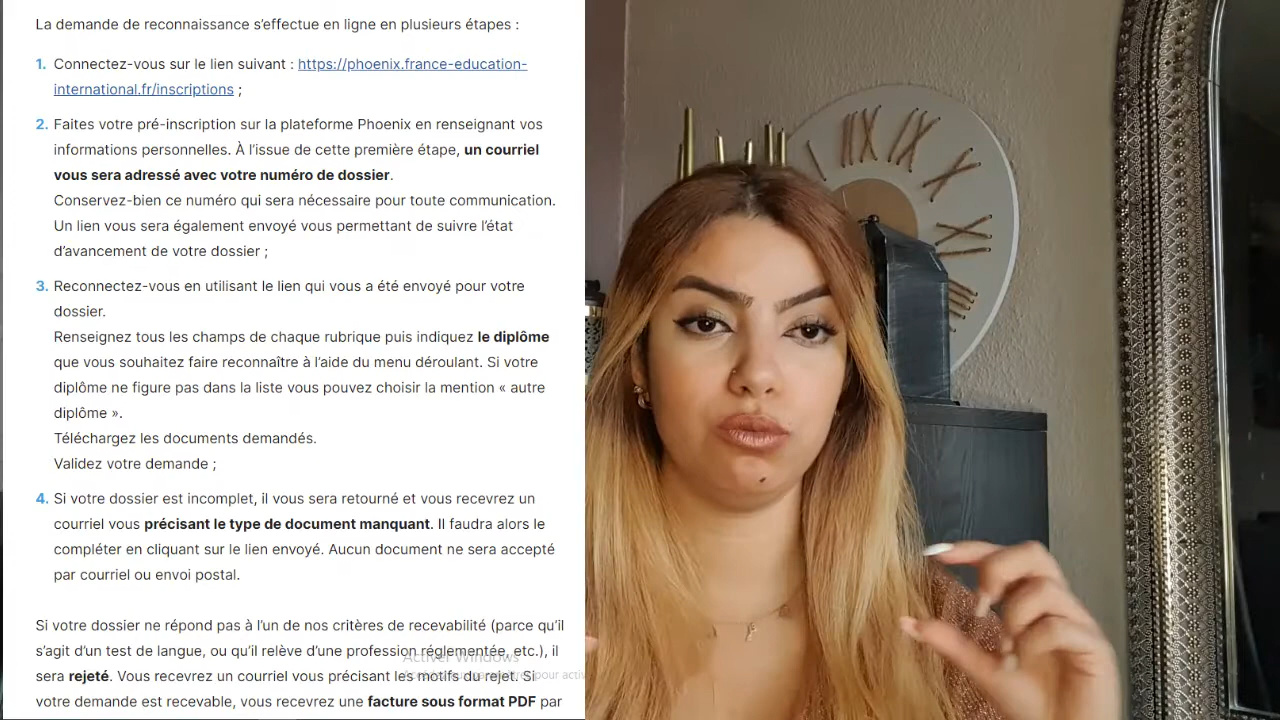 La demande de reconnaissance s’effectue en ligne en plusieurs étapes :
1. Connectez-vous sur le lien suivant : https://phoenix.france-education-
international.fr/inscriptions ;
2. Faites votre pré-inscription sur la plateforme Phoenix en renseignant vos
informations personnelles. À l’issue de cette première étape, un courriel
vous sera adressé avec votre numéro de dossier.
Conservez-bien ce numéro qui sera nécessaire pour toute communication.
Un lien vous sera également envoyé vous permettant de suivre l’état
d’avancement de votre dossier ;
3. Reconnectez-vous en utilisant le lien qui vous a été envoyé pour votre
dossier.
Renseignez tous les champs de chaque rubrique puis indiquez le diplôme
que vous souhaitez faire reconnaître à l’aide du menu déroulant. Si votre
diplôme ne figure pas dans la liste vous pouvez choisir la mention « autre
diplôme ».
Téléchargez les documents demandés.
Validez votre demande ;
4. Si votre dossier est incomplet, il vous sera retourné et vous recevrez un
courriel vous précisant le type de document manquant. Il faudra alors le
compléter en cliquant sur le lien envoyé. Aucun document ne sera accepté
par courriel ou envoi postal.
Si votre dossier ne répond pas à l’un de nos critères de recevabilité (parce qu’il
s’agit d’un test de langue, ou qu’il relève d’une profession réglementée, etc.), il
sera rejeté. Vous recevrez un courriel vous précisant les motifs du rejet. Si
votre demande est recevable, vous recevrez une facture sous format PDF par
Activer Windows
pour activ